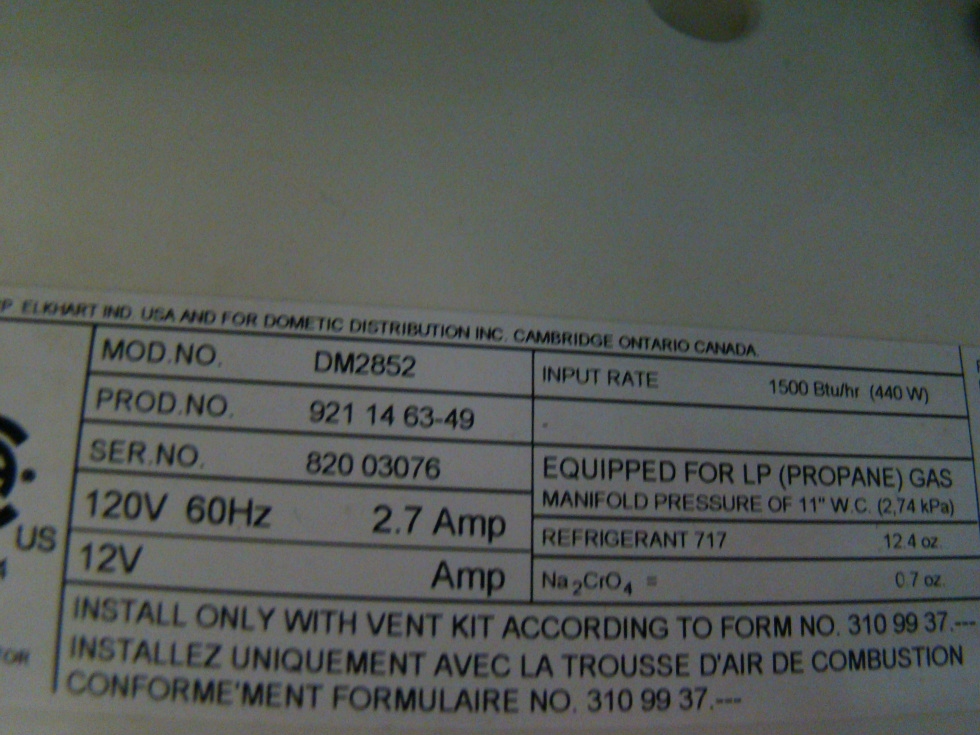 P. ELKHART IND. USA AND FOR DOMETIC DISTRIBUTION INC. CAMBRIDGE ONTARIO CANADA.
MOD.NO. DM2852
PROD.NO. 921 14 63-49
SER.NO. 820 03076
120V 60Hz 2.7 Amp
12V Amp
INPUT RATE 1500 Btu/hr (440 W)
-
EQUIPPED FOR LP (PROPANE) GAS
MANIFOLD PRESSURE OF 11" W.C. (2,74 kPa)
REFRIGERANT 717 12.4 oz.
Na2CrO4 = 0.7 oz.
US
INSTALL ONLY WITH VENT KIT ACCORDING TO FORM NO. 310 99 37.---
INSTALLEZ UNIQUEMENT AVEC LA TROUSSE D'AIR DE COMBUSTION
CONFORME'MENT FORMULAIRE NO. 310 99 37.---